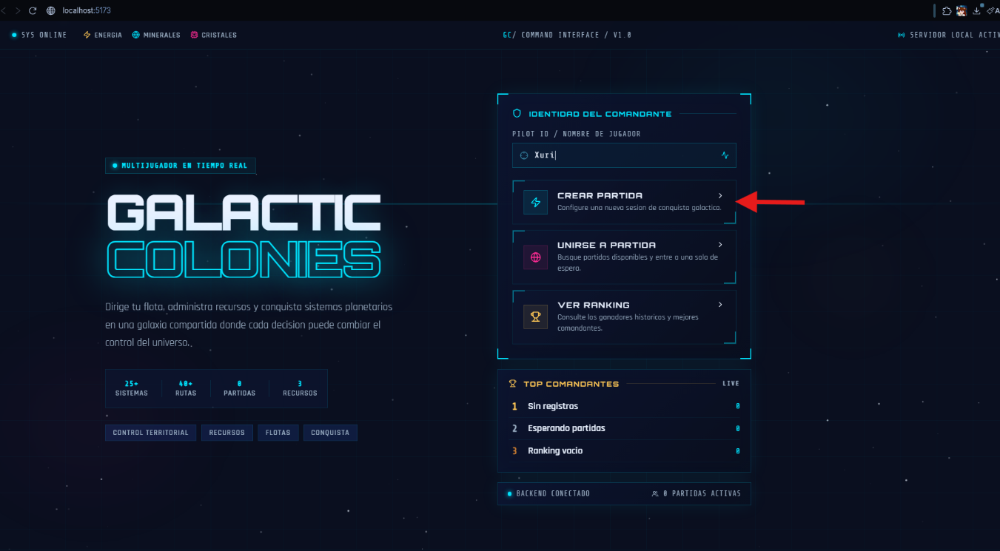 localhost:5173
SYS ONLINE
ENERGIA
MINERALES
CRISTALES
GC/ COMMAND INTERFACE / V1.0
SERVIDOR LOCAL ACTIV
MULTIJUGADOR EN TIEMPO REAL
GALACTIC
COLONIES
Dirige tu flota, administra recursos y conquista sistemas planetarios
en una galaxia compartida donde cada decision puede cambiar el
control del universo.
25+
SISTEMAS
40+
RUTAS
0
PARTIDAS
3
RECURSOS
CONTROL TERRITORIAL
RECURSOS
FLOTAS
CONQUISTA
IDENTIDAD DEL COMANDANTE
PILOT ID / NOMBRE DE JUGADOR
Xuri
CREAR PARTIDA
Configure una nueva sesion de conquista galactica.
UNIRSE A PARTIDA
Busque partidas disponibles y entre a una sala de
espera.
VER RANKING
Consulte los ganadores historicos y mejores
comandantes.
TOP COMANDANTES
LIVE
1 Sin registros 0
2 Esperando partidas 0
3 Ranking vacio 0
BACKEND CONECTADO
0 PARTIDAS ACTIVAS